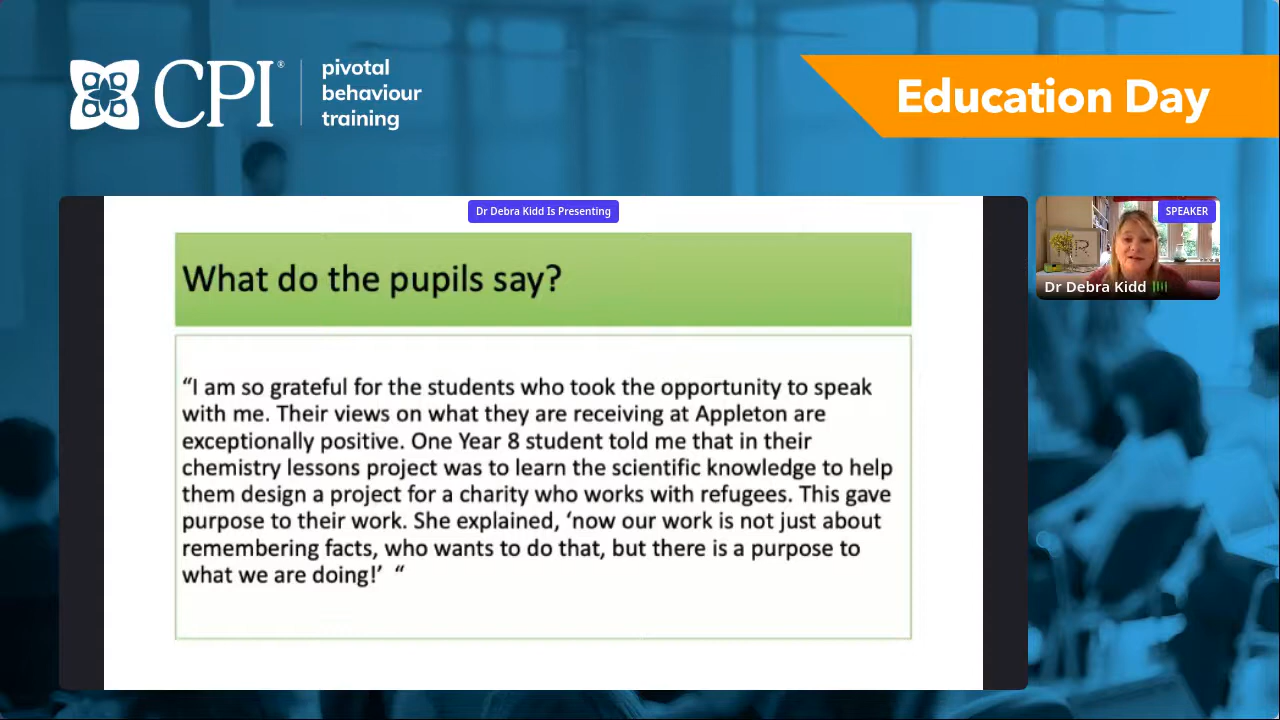 CPI®
pivotal
behaviour
training
Education Day
Dr Debra Kidd Is Presenting
SPEAKER
Dr Debra Kidd
What do the pupils say?
“I am so grateful for the students who took the opportunity to speak
with me. Their views on what they are receiving at Appleton are
exceptionally positive. One Year 8 student told me that in their
chemistry lessons project was to learn the scientific knowledge to help
them design a project for a charity who works with refugees. This gave
purpose to their work. She explained, ‘now our work is not just about
remembering facts, who wants to do that, but there is a purpose to
what we are doing!’ “